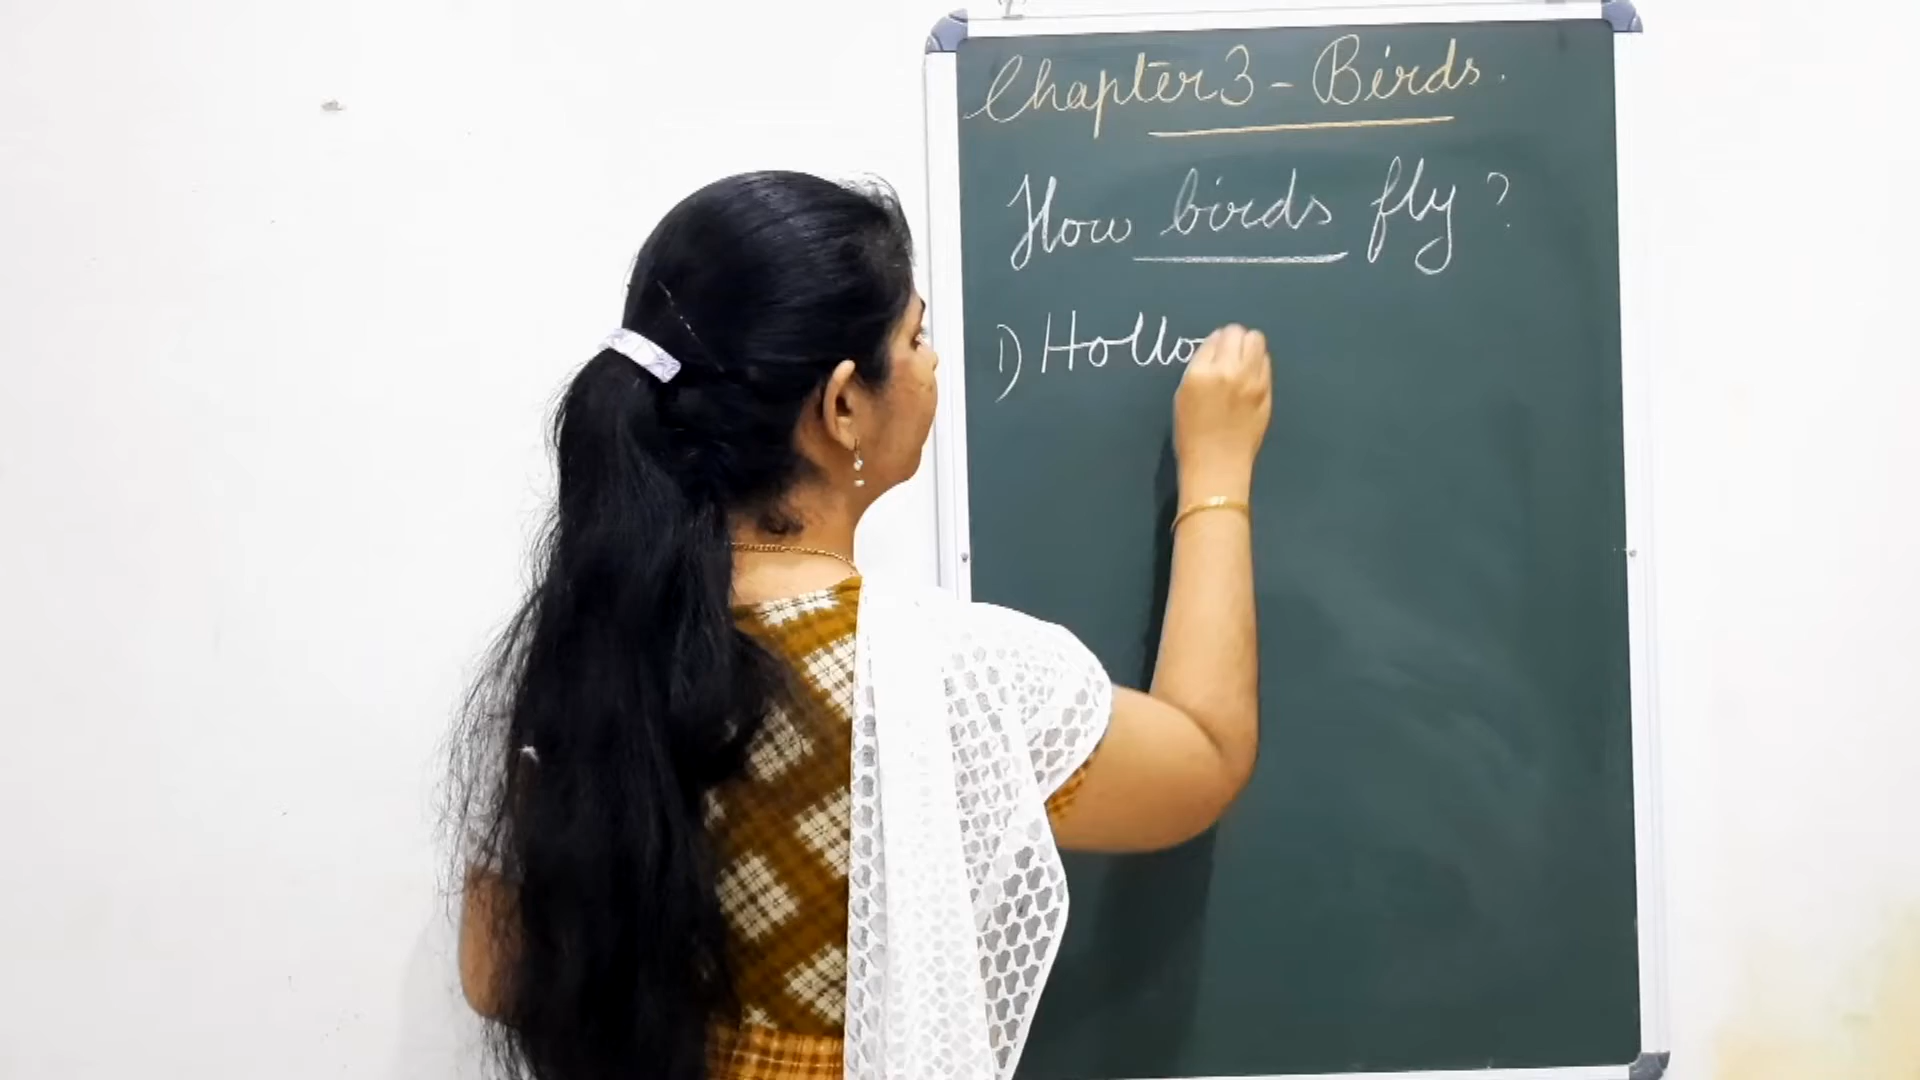 Chapter 3 - Birds.
How birds fly ?
1) Hollo